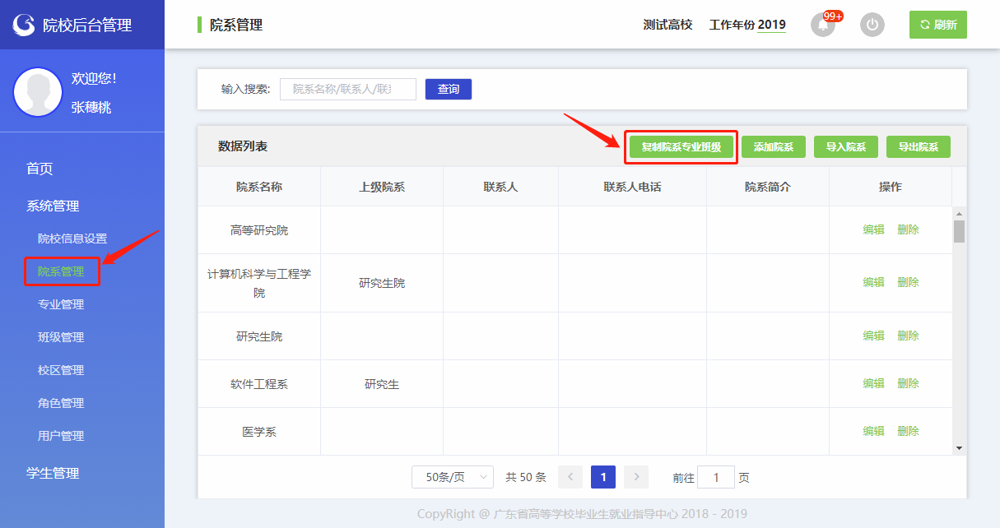 院校后台管理
院系管理
测试高校 工作年份 2019
99+
刷新
欢迎您!
张穗桃
首页
系统管理
院校信息设置
院系管理
专业管理
班级管理
校区管理
角色管理
用户管理
学生管理
输入搜索: 院系名称/联系人/联系
查询
数据列表
复制院系专业班级 添加院系 导入院系 导出院系
院系名称 上级院系 联系人 联系人电话 院系简介 操作
高等研究院 编辑 删除
计算机科学与工程学
院 研究生院 编辑 删除
研究生院 编辑 删除
软件工程系 研究生 编辑 删除
医学系 编辑 删除
50条/页 共 50 条 < 1 > 前往 1 页
CopyRight @ 广东省高等学校毕业生就业指导中心 2018 - 2019